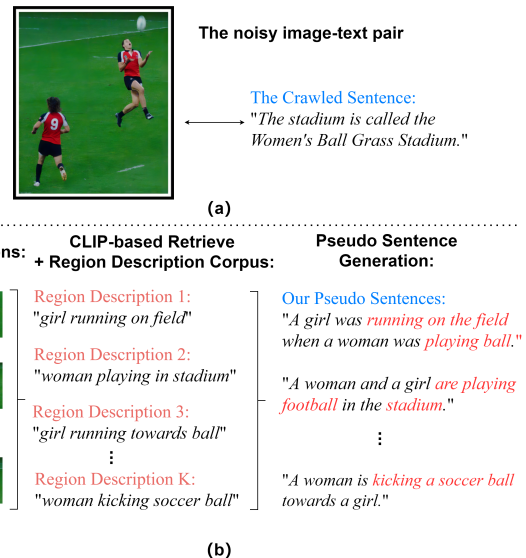 The noisy image-text pair
9
The Crawled Sentence:
"The stadium is called the
Women's Ball Grass Stadium."
(a)
ns:
CLIP-based Retrieve
+ Region Description Corpus:
Pseudo Sentence
Generation:
Region Description 1:
"girl running on field"
Region Description 2:
"woman playing in stadium"
Region Description 3:
"girl running towards ball"
⋮
Region Description K:
"woman kicking soccer ball"
Our Pseudo Sentences:
"A girl was running on the field
when a woman was playing ball."
"A woman and a girl are playing
football in the stadium."
⋮
"A woman is kicking a soccer ball
towards a girl."
(b)